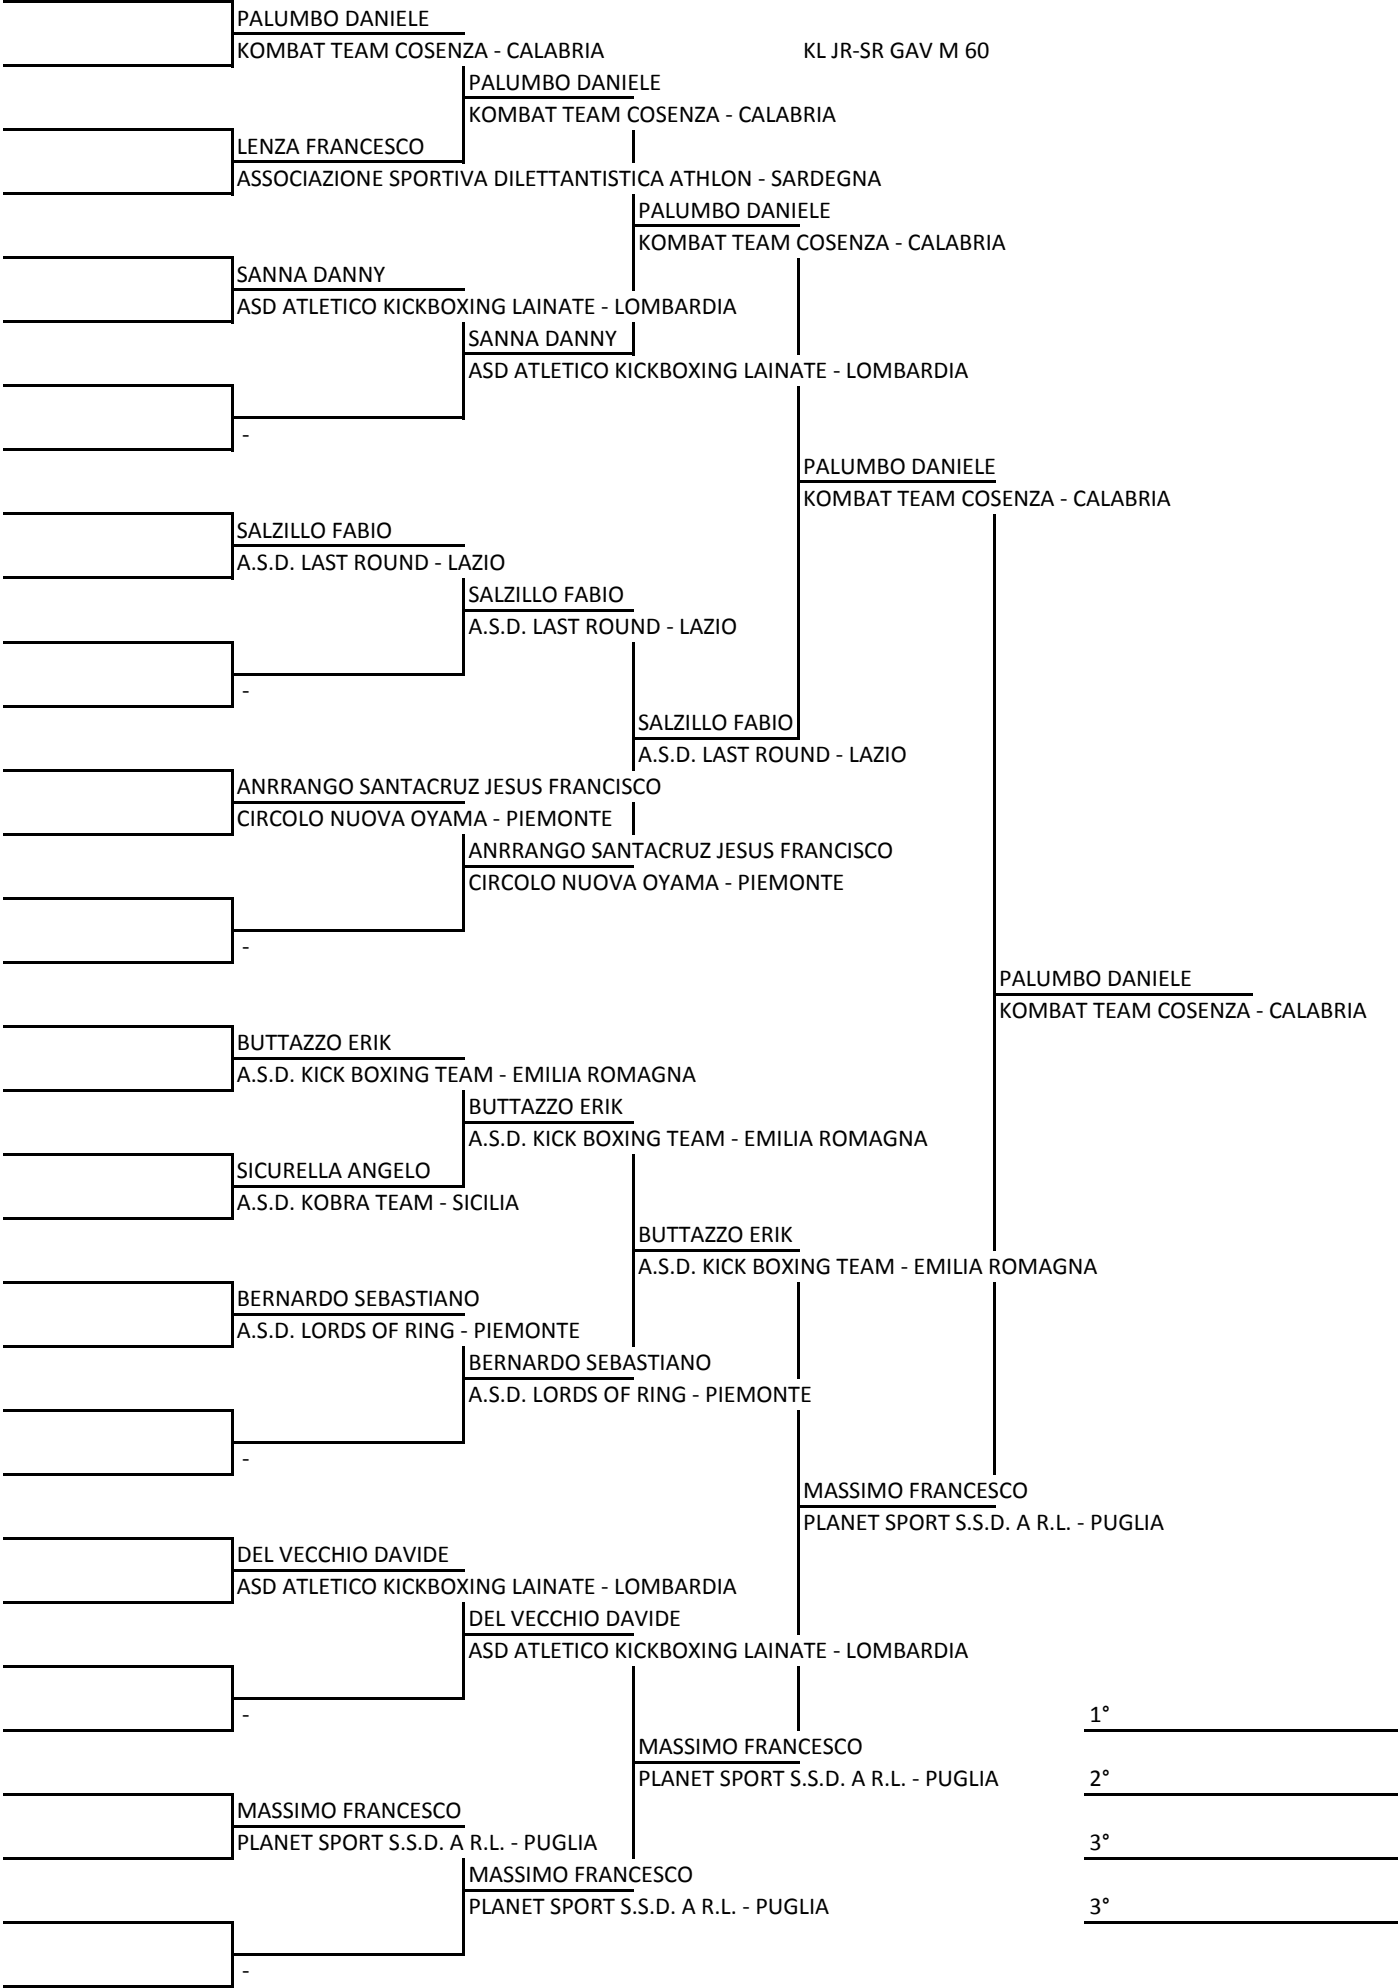 PALUMBO DANIELE
KOMBAT TEAM COSENZA - CALABRIA
KL JR-SR GAV M 60
PALUMBO DANIELE
KOMBAT TEAM COSENZA - CALABRIA
LENZA FRANCESCO
ASSOCIAZIONE SPORTIVA DILETTANTISTICA ATHLON - SARDEGNA
PALUMBO DANIELE
KOMBAT TEAM COSENZA - CALABRIA
SANNA DANNY
ASD ATLETICO KICKBOXING LAINATE - LOMBARDIA
SANNA DANNY
ASD ATLETICO KICKBOXING LAINATE - LOMBARDIA
-
PALUMBO DANIELE
KOMBAT TEAM COSENZA - CALABRIA
SALZILLO FABIO
A.S.D. LAST ROUND - LAZIO
SALZILLO FABIO
A.S.D. LAST ROUND - LAZIO
-
SALZILLO FABIO
A.S.D. LAST ROUND - LAZIO
ANRRANGO SANTACRUZ JESUS FRANCISCO
CIRCOLO NUOVA OYAMA - PIEMONTE
ANRRANGO SANTACRUZ JESUS FRANCISCO
CIRCOLO NUOVA OYAMA - PIEMONTE
-
PALUMBO DANIELE
KOMBAT TEAM COSENZA - CALABRIA
BUTTAZZO ERIK
A.S.D. KICK BOXING TEAM - EMILIA ROMAGNA
BUTTAZZO ERIK
A.S.D. KICK BOXING TEAM - EMILIA ROMAGNA
SICURELLA ANGELO
A.S.D. KOBRA TEAM - SICILIA
BUTTAZZO ERIK
A.S.D. KICK BOXING TEAM - EMILIA ROMAGNA
BERNARDO SEBASTIANO
A.S.D. LORDS OF RING - PIEMONTE
BERNARDO SEBASTIANO
A.S.D. LORDS OF RING - PIEMONTE
-
MASSIMO FRANCESCO
PLANET SPORT S.S.D. A R.L. - PUGLIA
DEL VECCHIO DAVIDE
ASD ATLETICO KICKBOXING LAINATE - LOMBARDIA
DEL VECCHIO DAVIDE
ASD ATLETICO KICKBOXING LAINATE - LOMBARDIA
-
1°
MASSIMO FRANCESCO
PLANET SPORT S.S.D. A R.L. - PUGLIA
2°
MASSIMO FRANCESCO
PLANET SPORT S.S.D. A R.L. - PUGLIA
3°
MASSIMO FRANCESCO
PLANET SPORT S.S.D. A R.L. - PUGLIA
3°
-